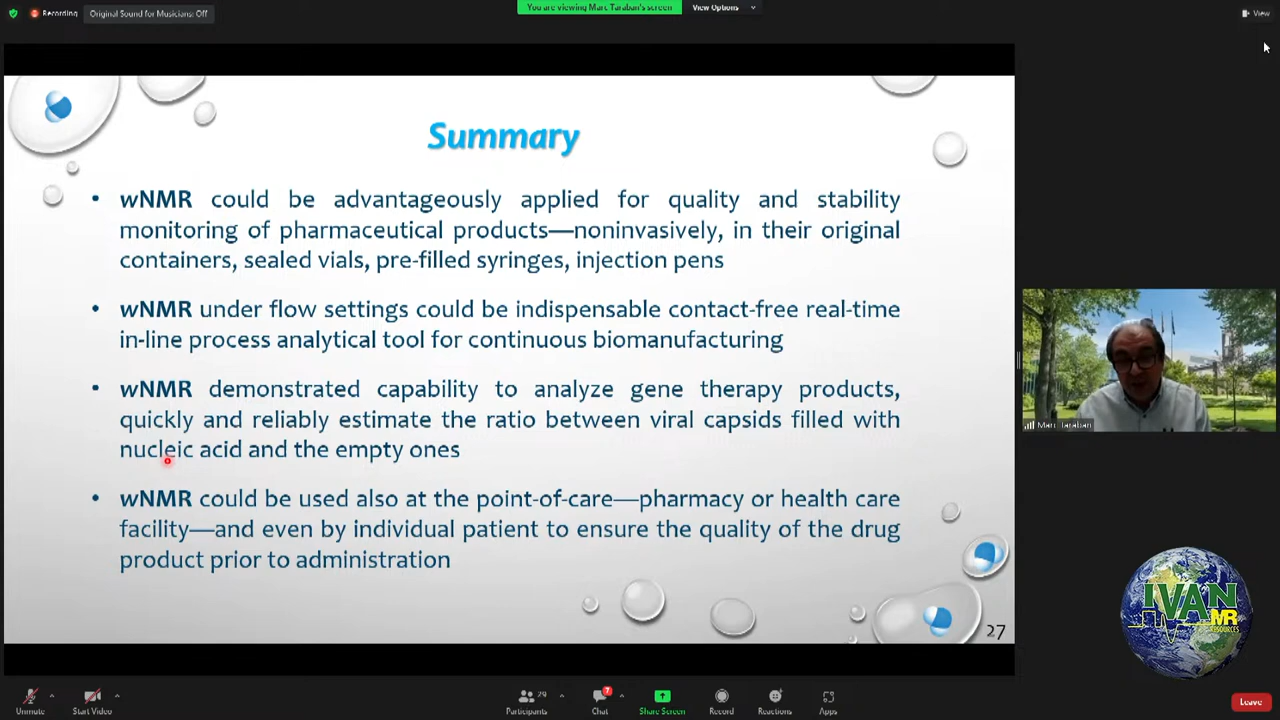 Recording
Original Sound for Musicians: Off
You are viewing Marc Taraban's screen
View Options
View
Summary
• wNMR could be advantageously applied for quality and stability
monitoring of pharmaceutical products—noninvasively, in their original
containers, sealed vials, pre-filled syringes, injection pens
• wNMR under flow settings could be indispensable contact-free real-time
in-line process analytical tool for continuous biomanufacturing
• wNMR demonstrated capability to analyze gene therapy products,
quickly and reliably estimate the ratio between viral capsids filled with
nucleic acid and the empty ones
• wNMR could be used also at the point-of-care—pharmacy or health care
facility—and even by individual patient to ensure the quality of the drug
product prior to administration
27
Marc Taraban
IVAN
MR
RESOURCES
Unmute
Start Video
29
Participants
7
Chat
Share Screen
Record
Reactions
Apps
Leave